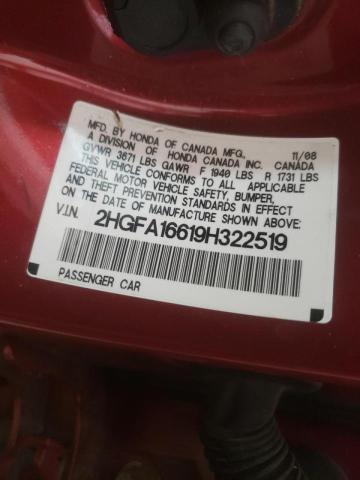 MFD. BY HONDA OF CANADA MFG., 11/08
A DIVISION OF HONDA CANADA INC. CANADA
GVWR 3671 LBS GAWR F 1940 LBS R 1731 LBS
THIS VEHICLE CONFORMS TO ALL APPLICABLE
FEDERAL MOTOR VEHICLE SAFETY, BUMPER,
AND THEFT PREVENTION STANDARDS IN EFFECT
ON THE DATE OF MANUFACTURE SHOWN ABOVE:
V.I.N. 2HGFA16619H322519
PASSENGER CAR